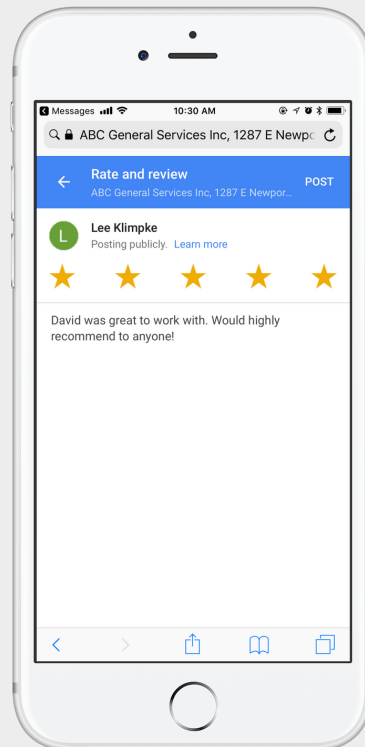 Messages 10:30 AM
ABC General Services Inc, 1287 E Newpc
Rate and review
ABC General Services Inc, 1287 E Newpor...
POST
L
Lee Klimpke
Posting publicly. Learn more
David was great to work with. Would highly
recommend to anyone!